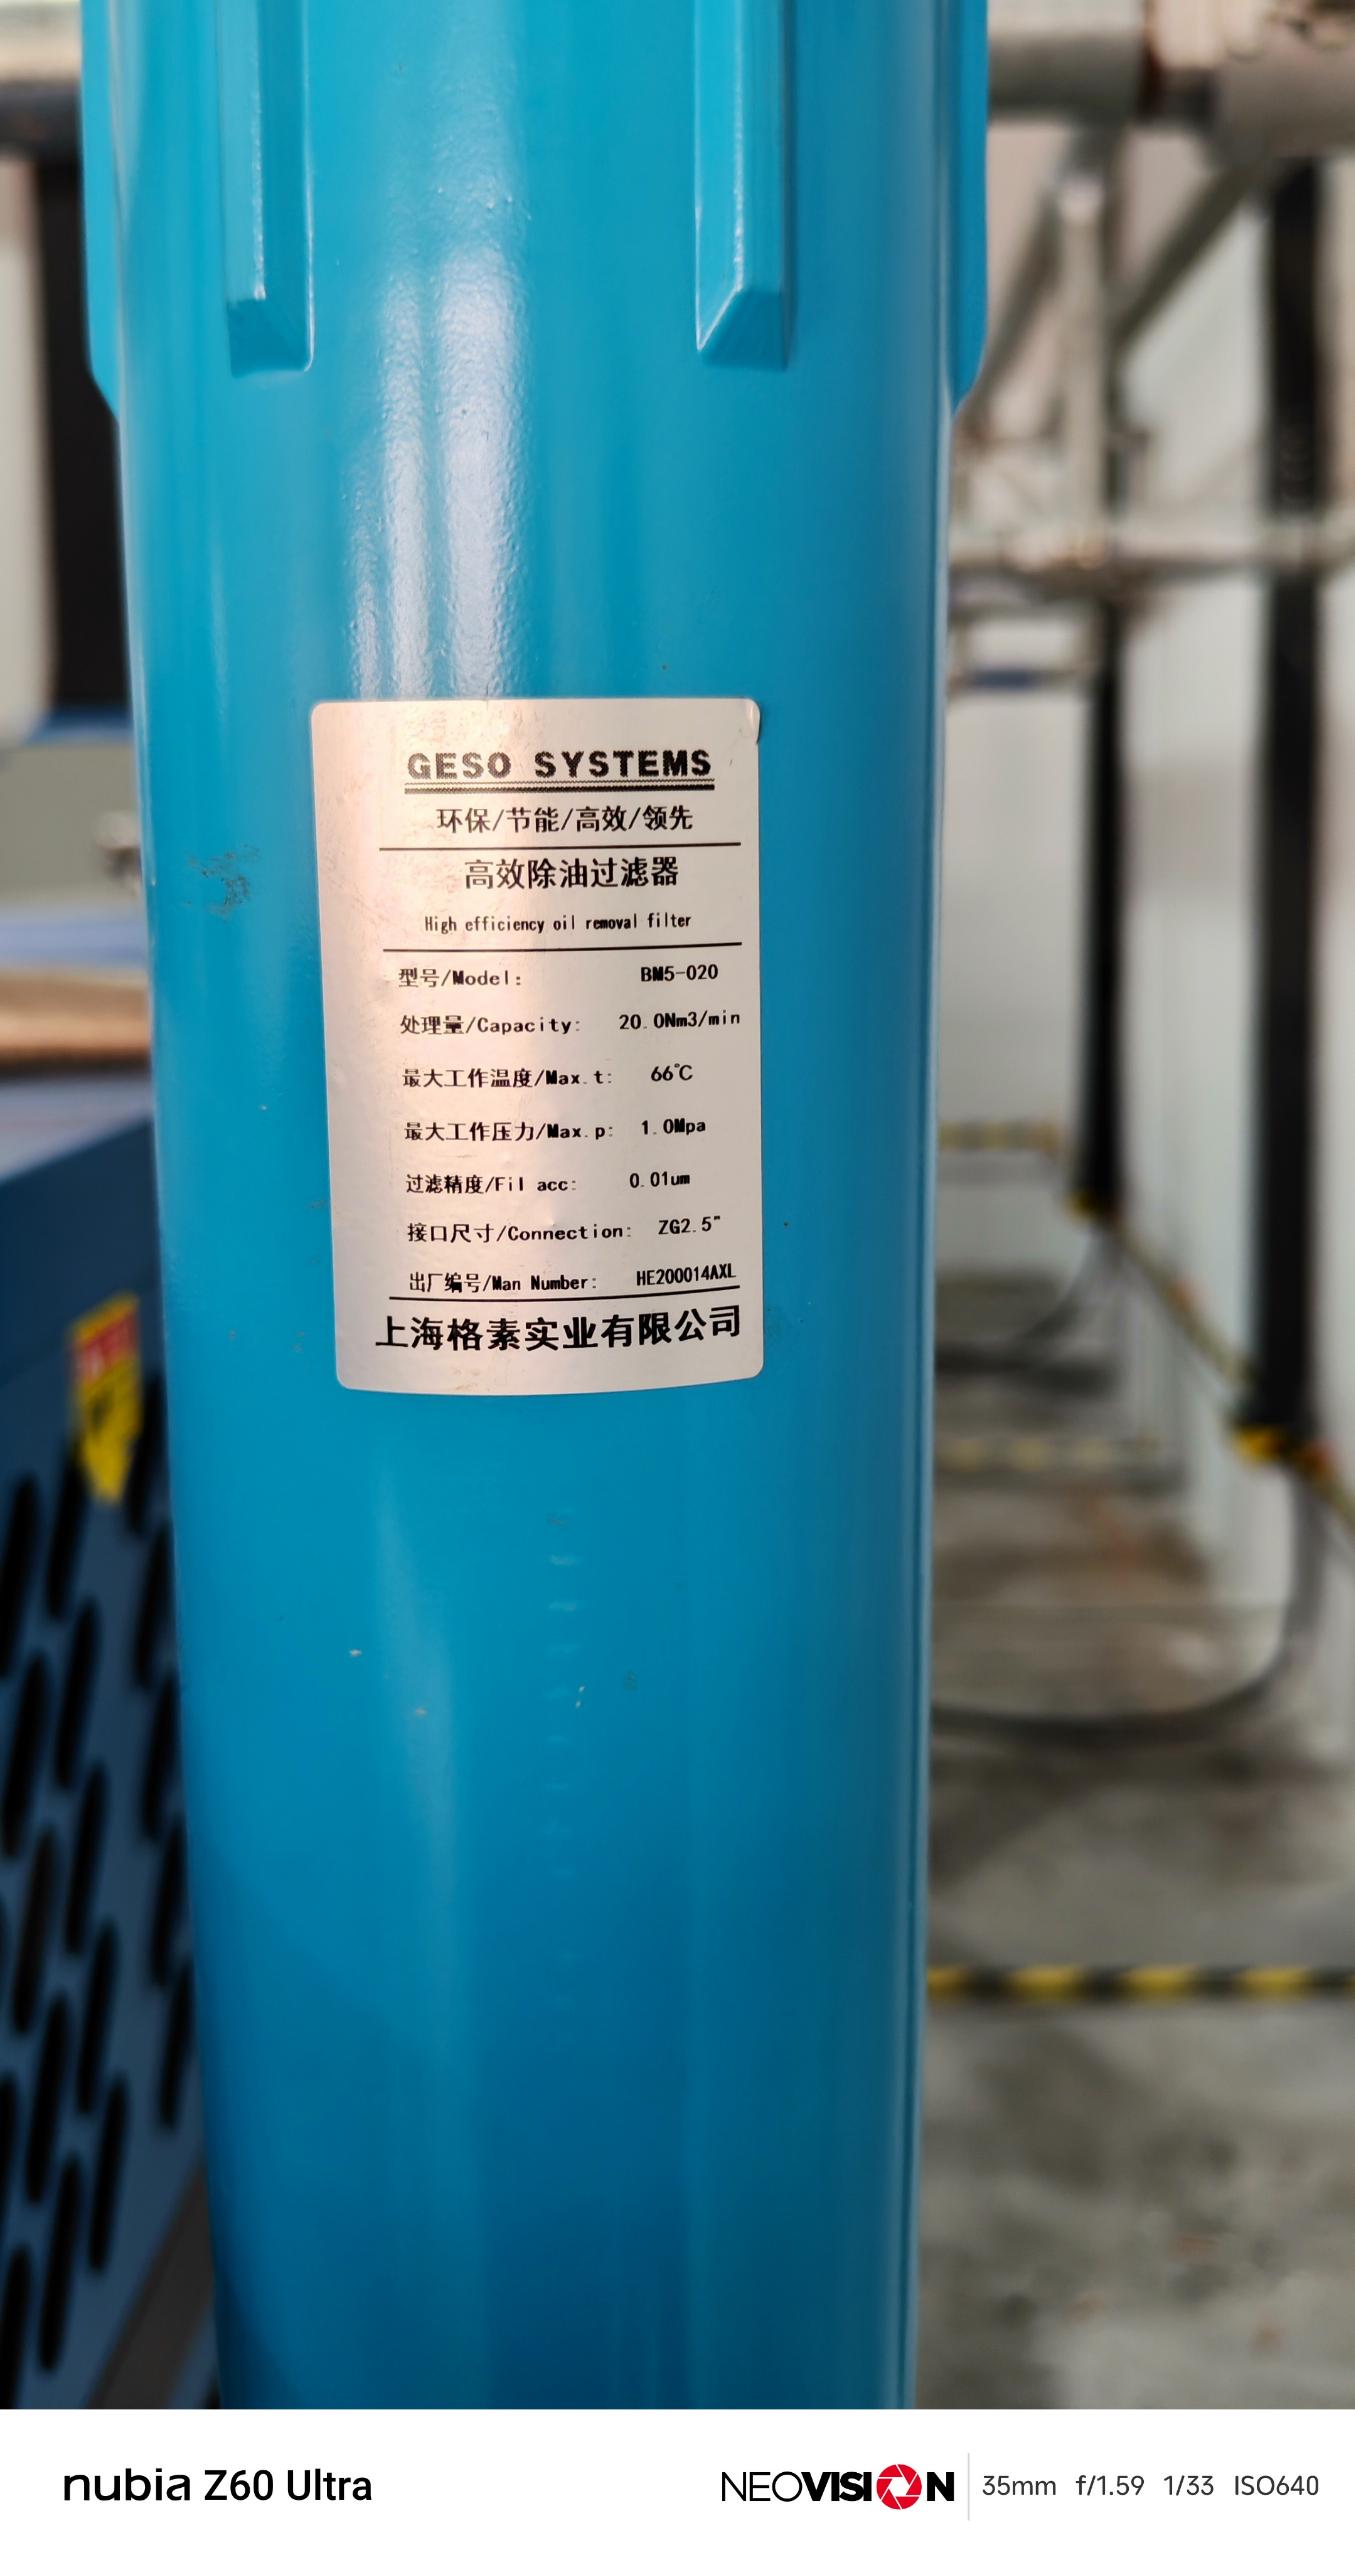 GESO SYSTEMS
环保/节能/高效/领先
高效除油过滤器
High efficiency oil removal filter
型号/Model: BM5-020
处理量/Capacity: 20.0Nm3/min
最大工作温度/Max.t: 66℃
最大工作压力/Max.p: 1.0Mpa
过滤精度/Fil acc: 0.01um
接口尺寸/Connection: ZG2.5"
出厂编号/Man Number: HE200014AXL
上海格素实业有限公司
nubia Z60 Ultra
NEOVISION 35mm f/1.59 1/33 ISO640